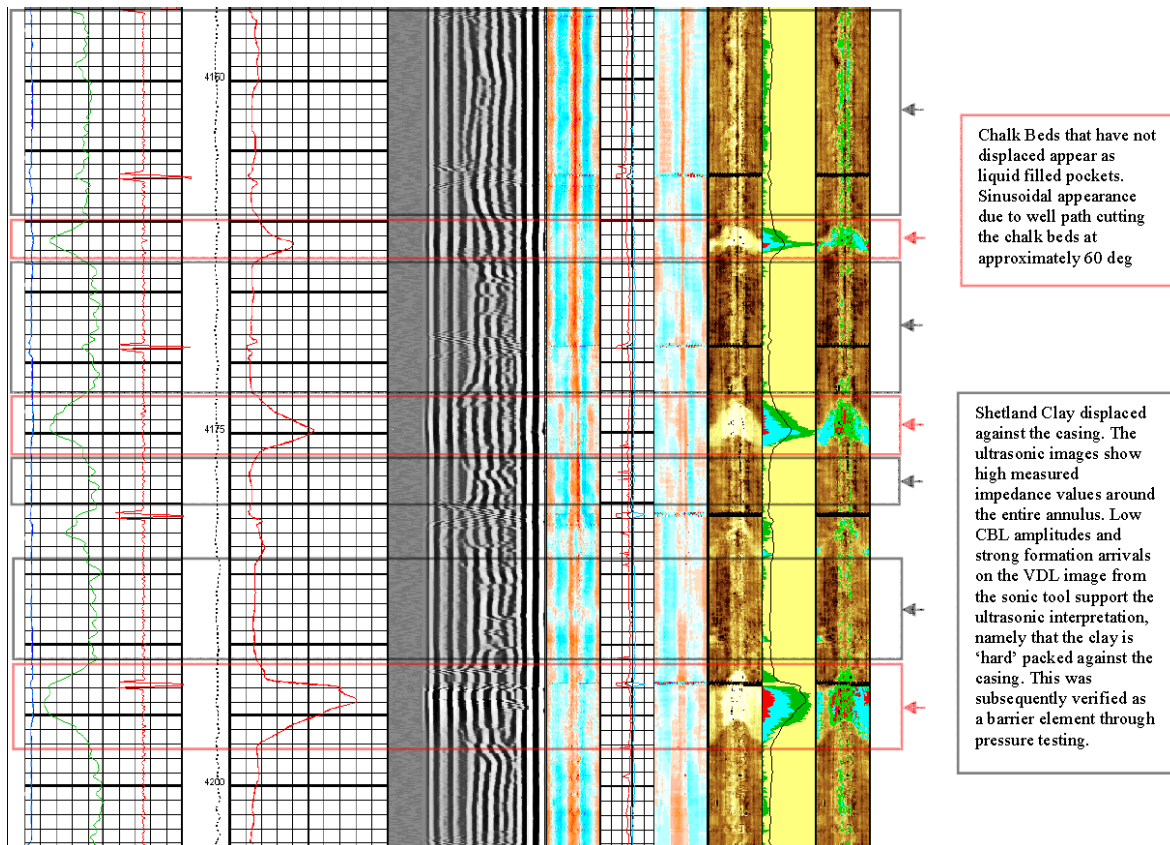 4150
Chalk Beds that have not
displaced appear as
liquid filled pockets.
Sinusoidal appearance
due to well path cutting
the chalk beds at
approximately 60 deg
4175
Shetland Clay displaced
against the casing. The
ultrasonic images show
high measured
impedance values around
the entire annulus. Low
CBL amplitudes and
strong formation arrivals
on the VDL image from
the sonic tool support the
ultrasonic interpretation,
namely that the clay is
‘hard’ packed against the
casing. This was
subsequently verified as
a barrier element through
pressure testing.
4200